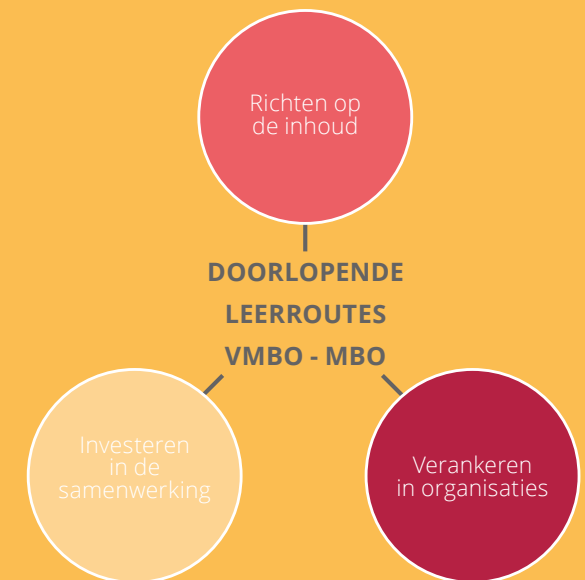 Richten op
de inhoud
DOORLOPENDE
LEERROUTES
VMBO - MBO
Investeren
in de
samenwerking
Verankeren
in organisaties